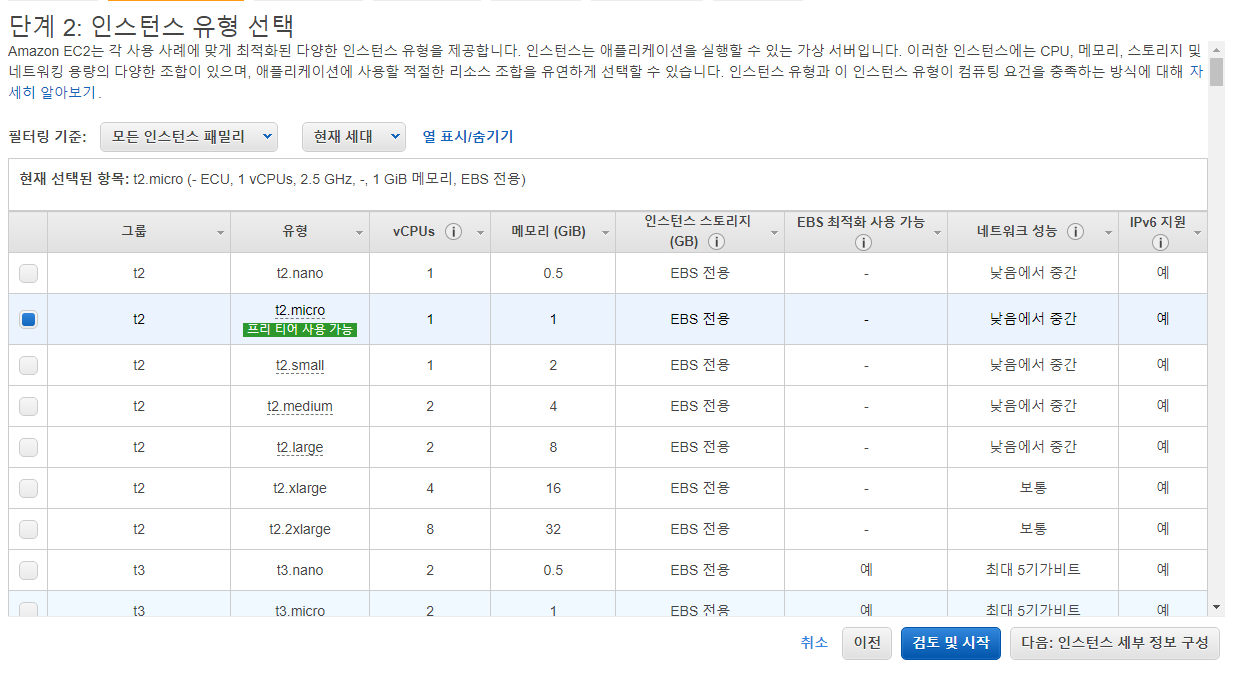 단계 2: 인스턴스 유형 선택
Amazon EC2는 각 사용 사례에 맞게 최적화된 다양한 인스턴스 유형을 제공합니다. 인스턴스는 애플리케이션을 실행할 수 있는 가상 서버입니다. 이러한 인스턴스에는 CPU, 메모리, 스토리지 및
네트워킹 용량의 다양한 조합이 있으며, 애플리케이션에 사용할 적절한 리소스 조합을 유연하게 선택할 수 있습니다. 인스턴스 유형과 이 인스턴스 유형이 컴퓨팅 요건을 충족하는 방식에 대해 자
세히 알아보기.
필터링 기준: 모든 인스턴스 패밀리 현재 세대 열 표시/숨기기
현재 선택된 항목: t2.micro (- ECU, 1 vCPUs, 2.5 GHz, -, 1 GiB 메모리, EBS 전용)
그룹 유형 vCPUs 메모리 (GiB) 인스턴스 스토리지 (GB) EBS 최적화 사용 가능 네트워크 성능 IPv6 지원
t2 t2.nano 1 0.5 EBS 전용 - 낮음에서 중간 예
t2 t2.micro 프리 티어 사용 가능 1 1 EBS 전용 - 낮음에서 중간 예
t2 t2.small 1 2 EBS 전용 - 낮음에서 중간 예
t2 t2.medium 2 4 EBS 전용 - 낮음에서 중간 예
t2 t2.large 2 8 EBS 전용 - 낮음에서 중간 예
t2 t2.xlarge 4 16 EBS 전용 - 보통 예
t2 t2.2xlarge 8 32 EBS 전용 - 보통 예
t3 t3.nano 2 0.5 EBS 전용 예 최대 5기가비트 예
t3 t3.micro 2 1 EBS 전용 예 최대 5기가비트 예
취소 이전 검토 및 시작 다음: 인스턴스 세부 정보 구성